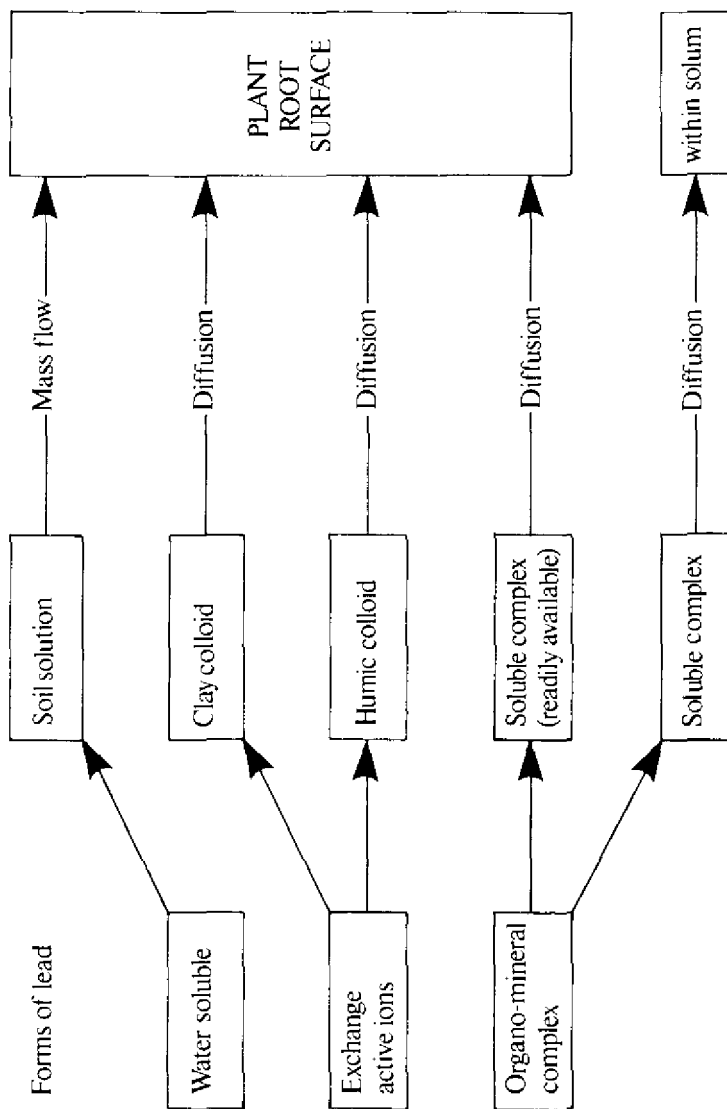 Forms of lead
Water soluble
Exchange
active ions
Organo-mineral
complex
Soil solution
Clay colloid
Humic colloid
Soluble complex
(readily available)
Soluble complex
Mass flow
Diffusion
Diffusion
Diffusion
Diffusion
PLANT
ROOT
SURFACE
within solum